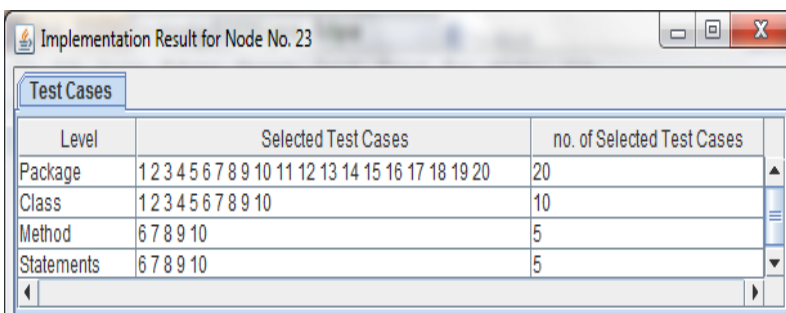 Implementation Result for Node No. 23
Test Cases
Level Selected Test Cases no. of Selected Test Cases
Package 1 2 3 4 5 6 7 8 9 10 11 12 13 14 15 16 17 18 19 20 20
Class 1 2 3 4 5 6 7 8 9 10 10
Method 6 7 8 9 10 5
Statements 6 7 8 9 10 5